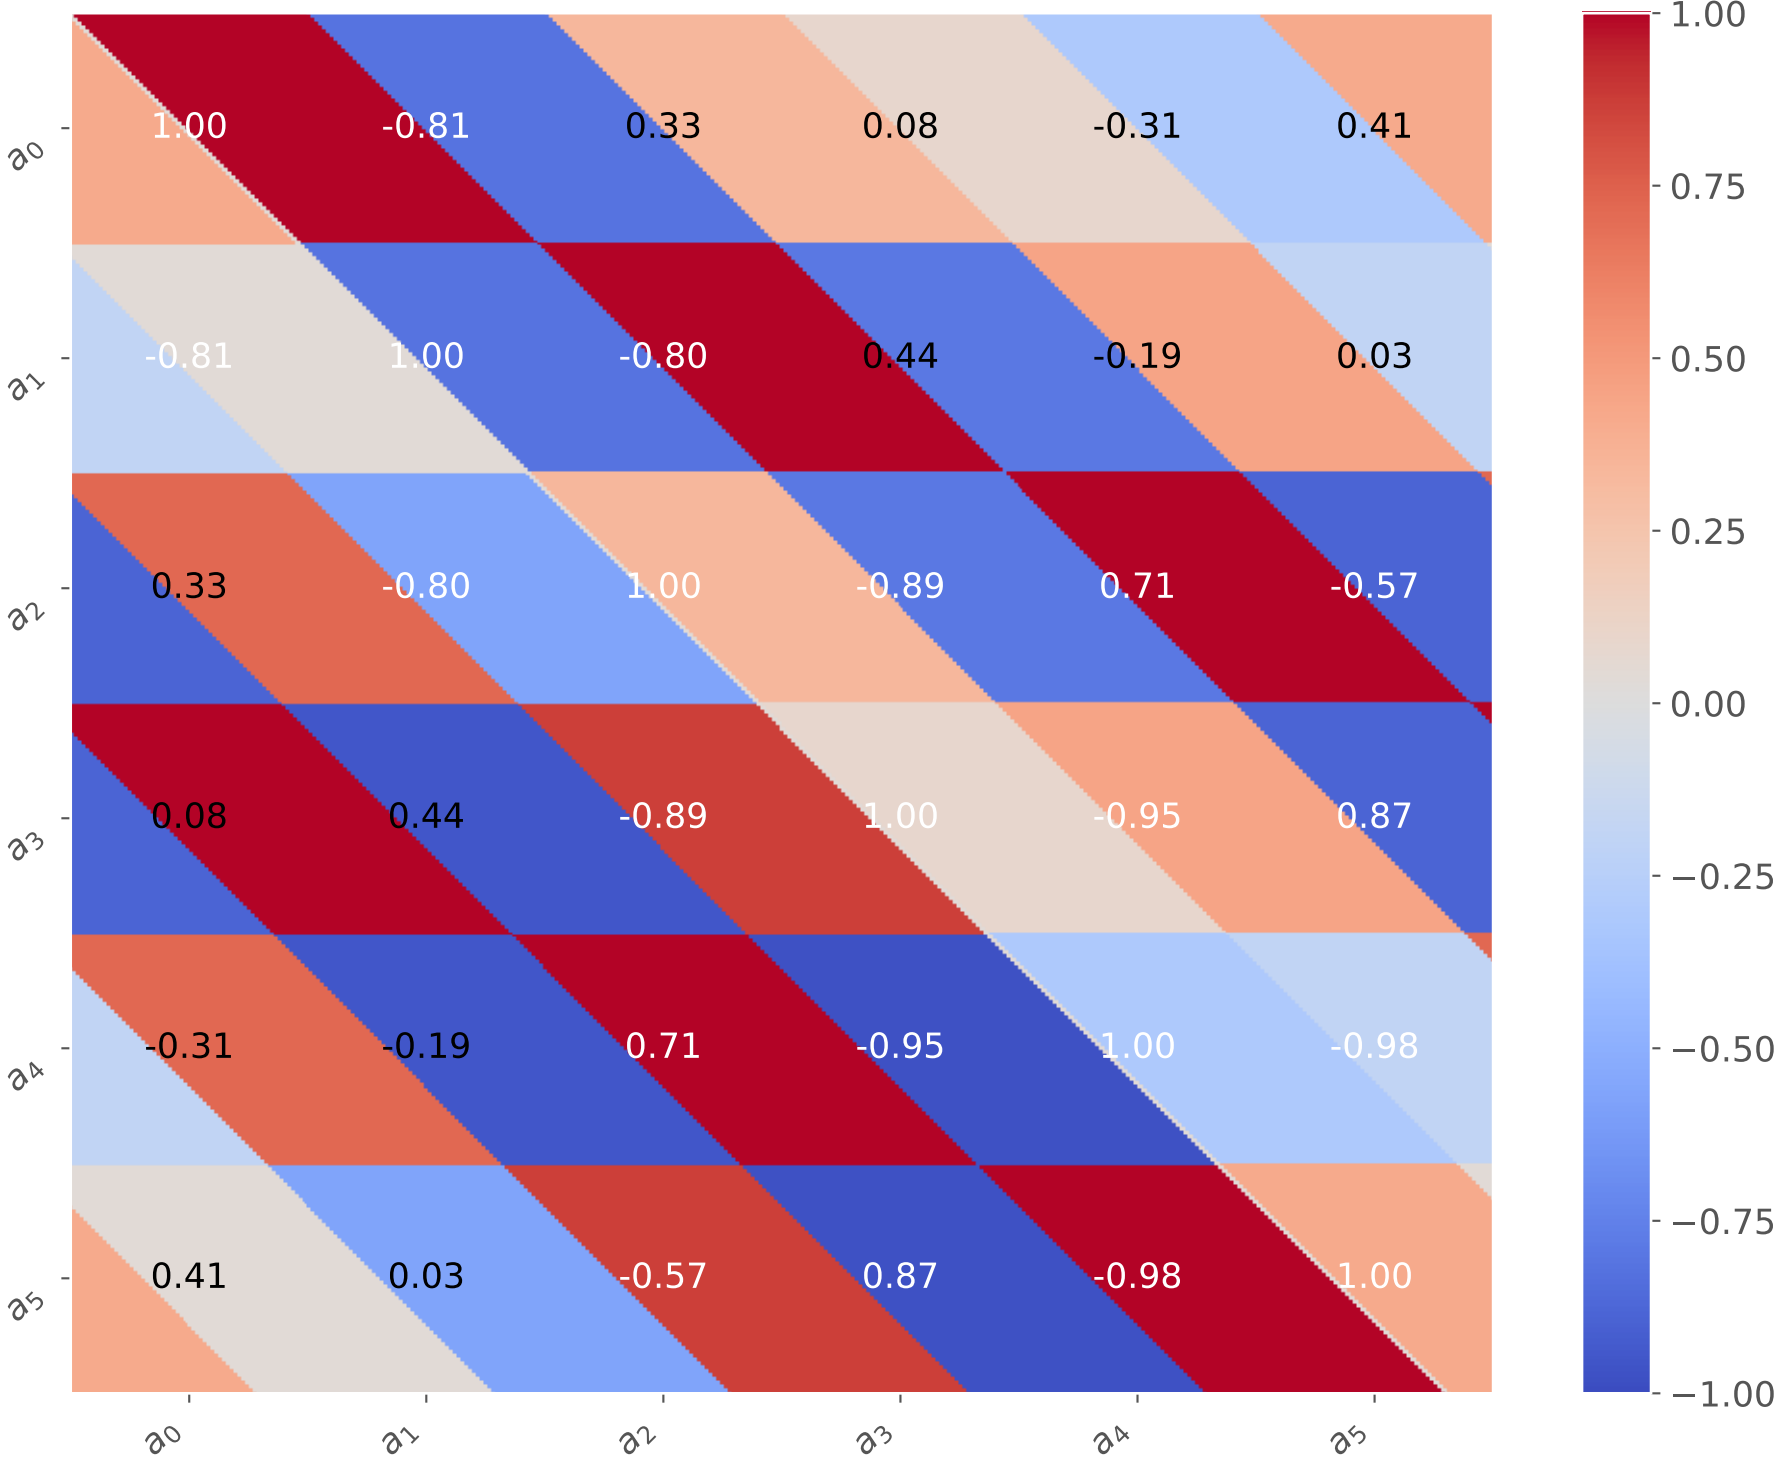 1.00
a₀ 1.00 -0.81 0.33 0.08 -0.31 0.41
0.75
a₁ -0.81 1.00 -0.80 0.44 -0.19 0.03
0.50
0.25
a₂ 0.33 -0.80 1.00 -0.89 0.71 -0.57
0.00
a₃ 0.08 0.44 -0.89 1.00 -0.95 0.87
−0.25
a₄ -0.31 -0.19 0.71 -0.95 1.00 -0.98
−0.50
−0.75
a₅ 0.41 0.03 -0.57 0.87 -0.98 1.00
−1.00
a₀ a₁ a₂ a₃ a₄ a₅